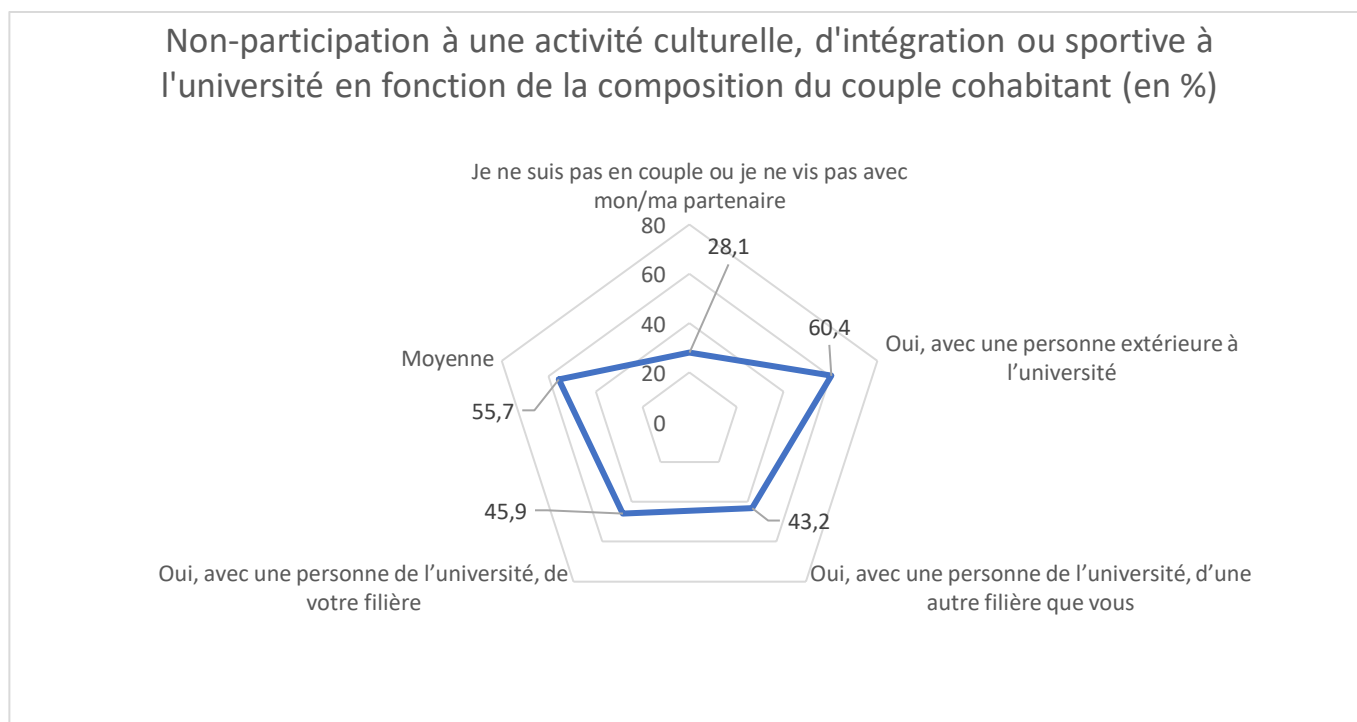 Non-participation à une activité culturelle, d'intégration ou sportive à
l'université en fonction de la composition du couple cohabitant (en %)
Je ne suis pas en couple ou je ne vis pas avec
mon/ma partenaire
80
28,1
60
60,4
40
Oui, avec une personne extérieure à
l’université
Moyenne
20
55,7
0
45,9
43,2
Oui, avec une personne de l’université, de
votre filière
Oui, avec une personne de l’université, d’une
autre filière que vous